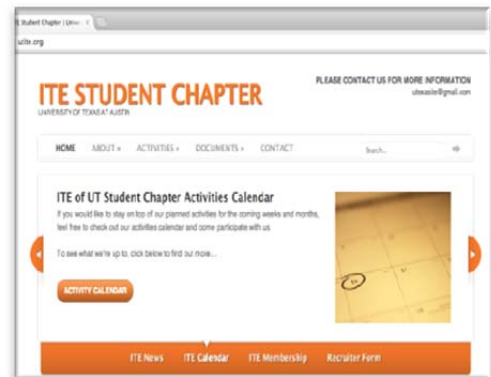 ITE Student Chapter | Univer
utite.org
PLEASE CONTACT US FOR MORE INFORMATION
utexasite@gmail.com
ITE STUDENT CHAPTER
UNIVERSITY OF TEXAS AT AUSTIN
HOME ABOUT » ACTIVITIES » DOCUMENTS » CONTACT Search...
ITE of UT Student Chapter Activities Calendar
If you would like to stay on top of our planned activities for the coming weeks and months,
feel free to check out our activities calendar and come participate with us
To see what we're up to, click below to find our more...
ACTIVITY CALENDAR
ITE News ITE Calendar ITE Membership Recruiter Form